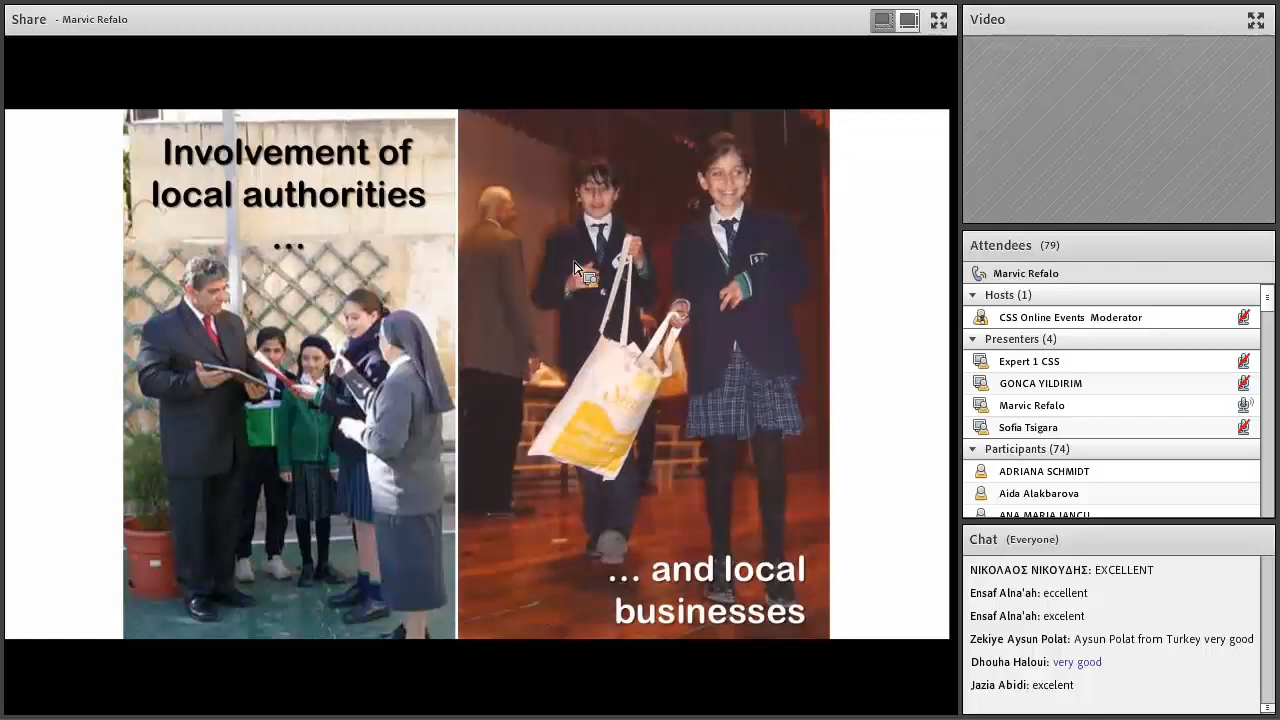 Share - Marvic Refalo
Involvement of
local authorities
...
... and local
businesses
Video
Attendees (79)
Marvic Refalo
Hosts (1)
CSS Online Events Moderator
Presenters (4)
Expert 1 CSS
GONCA YILDIRIM
Marvic Refalo
Sofia Tsigara
Participants (74)
ADRIANA SCHMIDT
Aida Alakbarova
ANA MARIA IANCU
Chat (Everyone)
ΝΙΚΟΛΑΟΣ ΝΙΚΟΥΔΗΣ: EXCELLENT
Ensaf Alna'ah: eccellent
Ensaf Alna'ah: excelent
Zekiye Aysun Polat: Aysun Polat from Turkey very good
Dhouha Haloui: very good
Jazia Abidi: excelent